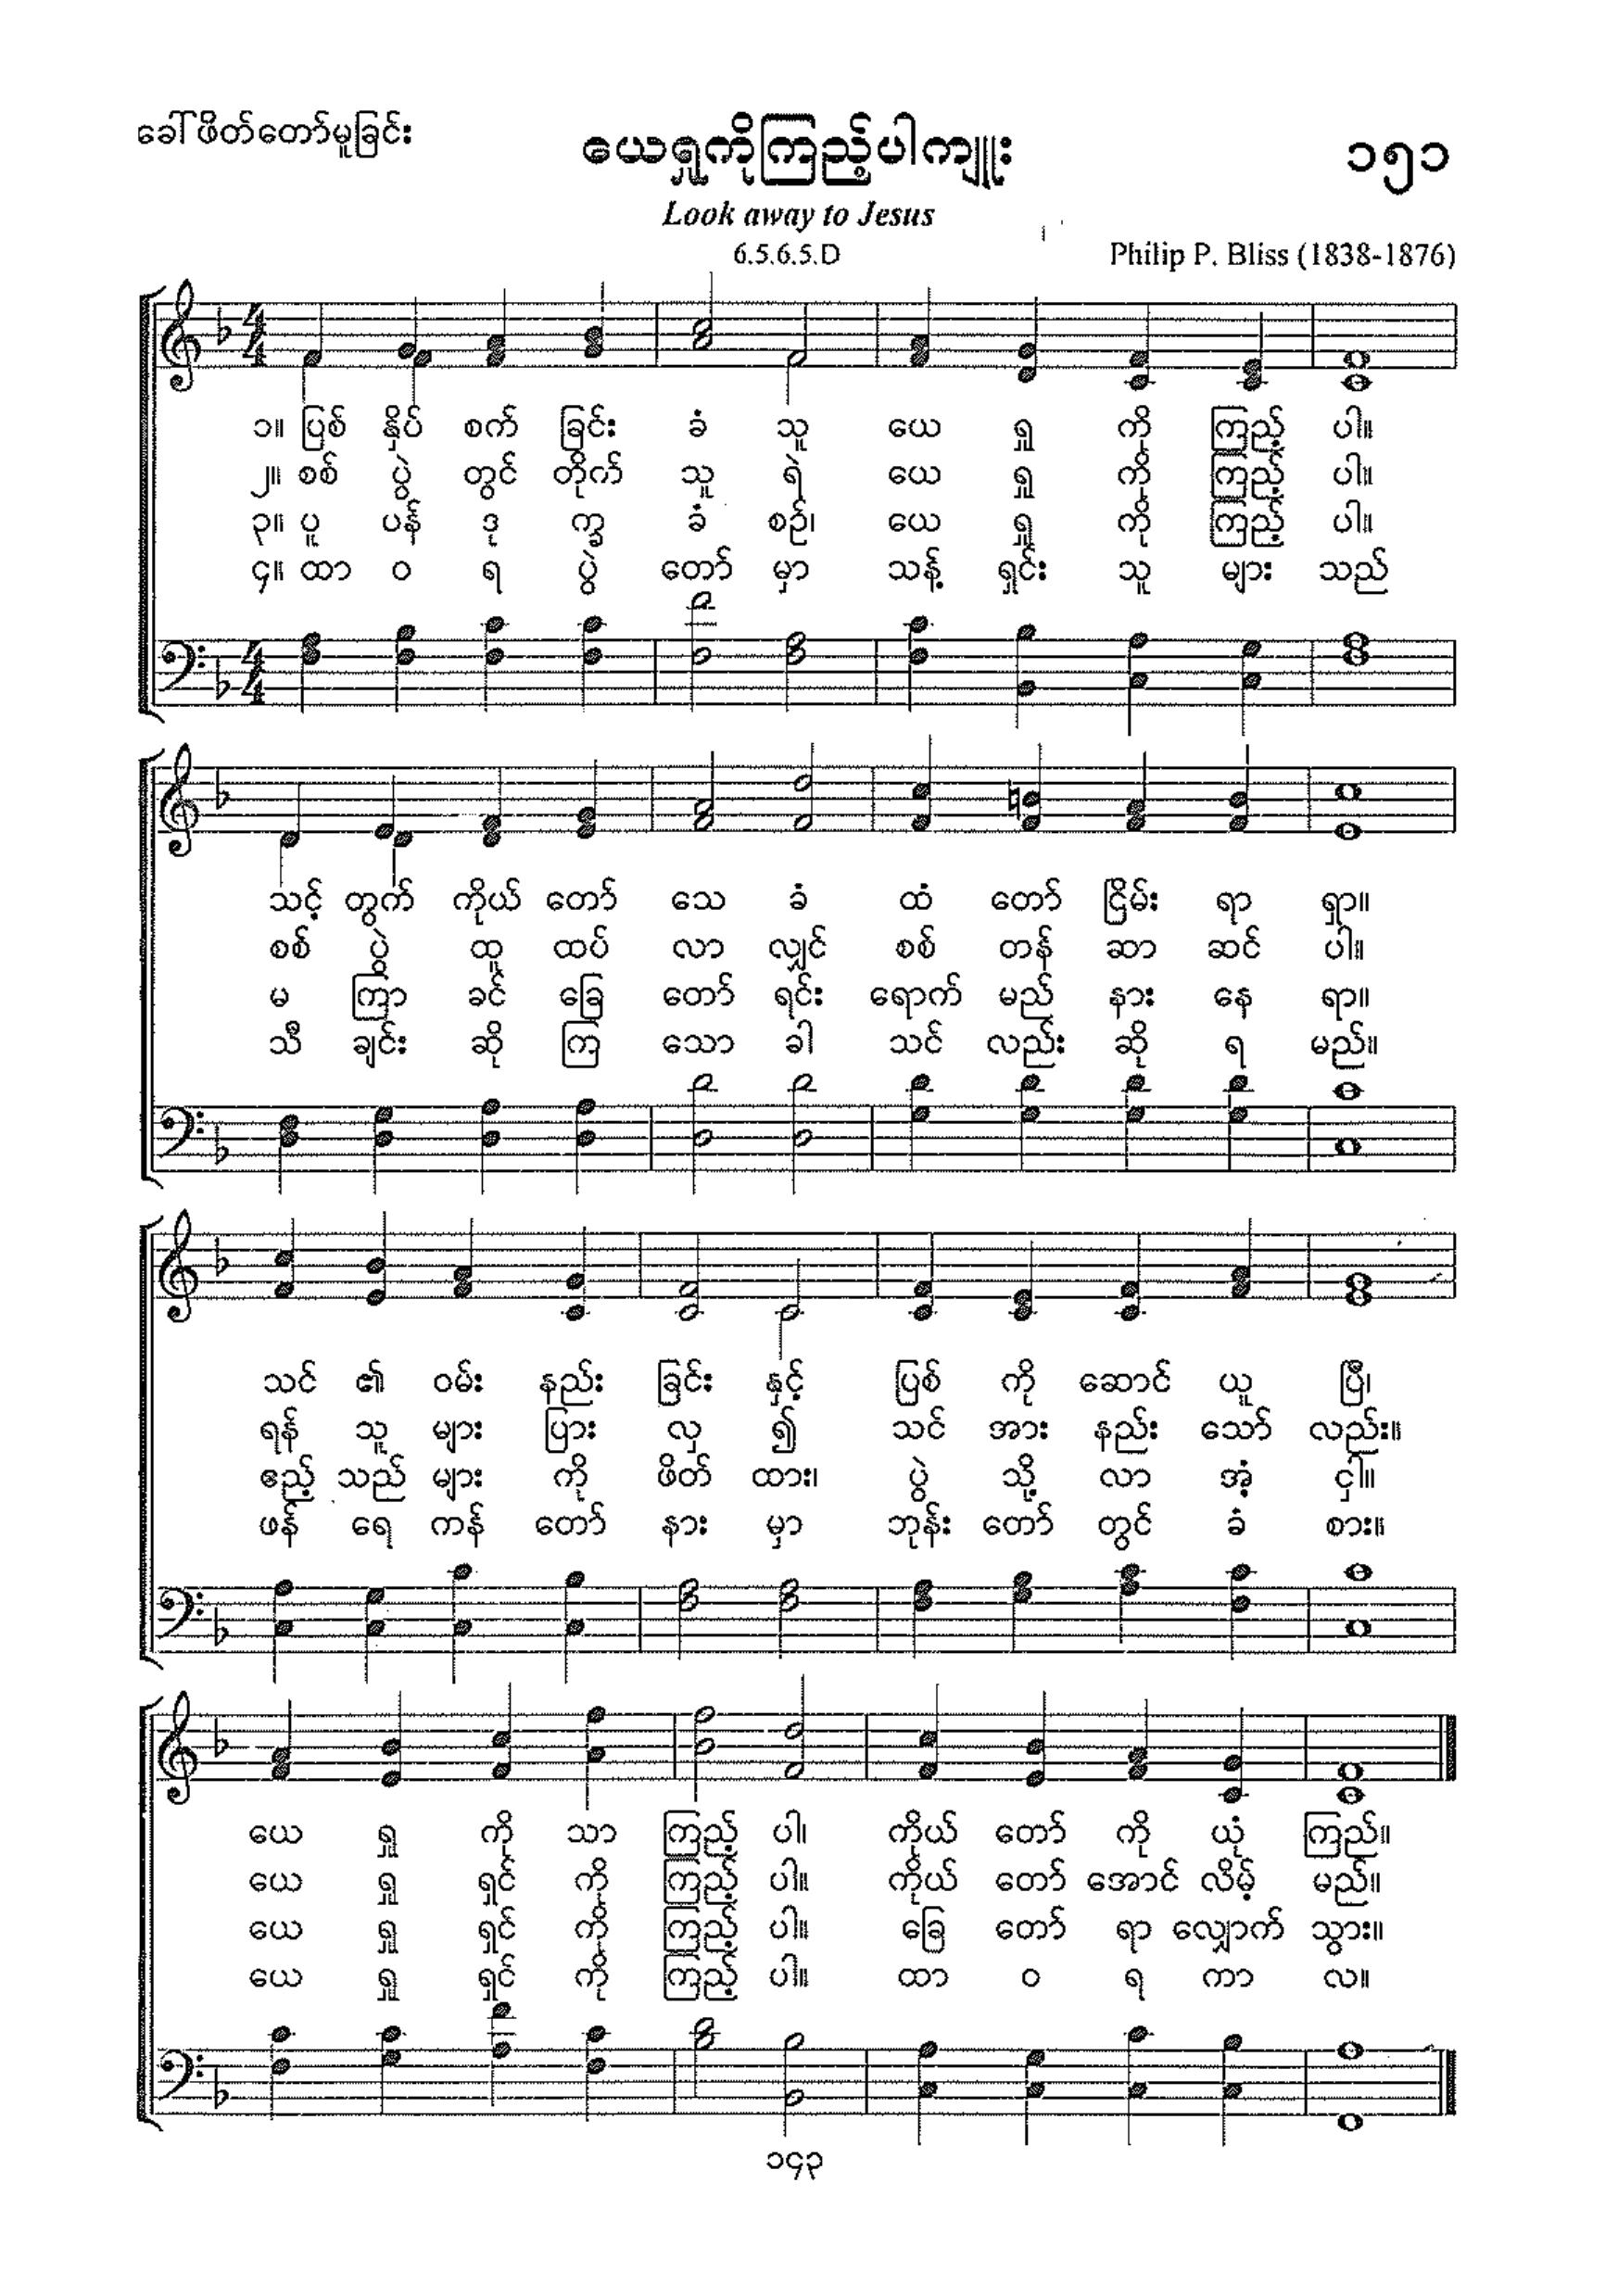 ခေါ်ဖိတ်တော်မူခြင်း
ယေရှုကိုကြည့်ပါကျူး
၁၅၁
Look away to Jesus
6.5.6.5.D
Philip P. Bliss (1838-1876)
၁။ ပြစ် နှိပ် စက် ခြင်း ခံ သူ ယေ ရှု ကို ကြည့် ပါ။
၂။ စစ် ပွဲ တွင် တိုက် သူ ရဲ ယေ ရှု ကို ကြည့် ပါ။
၃။ ပူ ပန် ဒု က္ခ ခံ စဉ်၊ ယေ ရှု ကို ကြည့် ပါ။
၄။ ထာ ဝ ရ ပွဲ တော် မှာ သန့် ရှင်း သူ များ သည်
သင့် တွက် ကိုယ် တော် သေ ခံ ထံ တော် ငြိမ်း ရာ ရှာ။
စစ် ပွဲ ထူ ထပ် လာ လျှင် စစ် တန် ဆာ ဆင် ပါ။
မ ကြာ ခင် ခြေ တော် ရင်း ရောက် မည် နား နေ ရာ။
သီ ချင်း ဆို ကြ သော ခါ သင် လည်း ဆို ရ မည်။
သင် ၏ ဝမ်း နည်း ခြင်း နှင့် ပြစ် ကို ဆောင် ယူ ပြီ၊
ရန် သူ များ ပြား လှ ၍ သင် အား နည်း သော် လည်း။
ဧည့် သည် များ ကို ဖိတ် ထား၊ ပွဲ သို့ လာ အံ့ ငှါ။
ဖန် ရေ ကန် တော် နား မှာ ဘုန်း တော် တွင် ခံ စား။
ယေ ရှု ကို သာ ကြည့် ပါ၊ ကိုယ် တော် ကို ယုံ ကြည်။
ယေ ရှု ရှင် ကို ကြည့် ပါ။ ကိုယ် တော် အောင် လိမ့် မည်။
ယေ ရှု ရှင် ကို ကြည့် ပါ။ ခြေ တော် ရာ လျှောက် သွား။
ယေ ရှု ရှင် ကို ကြည့် ပါ။ ထာ ဝ ရ ကာ လ။
၁၄၃